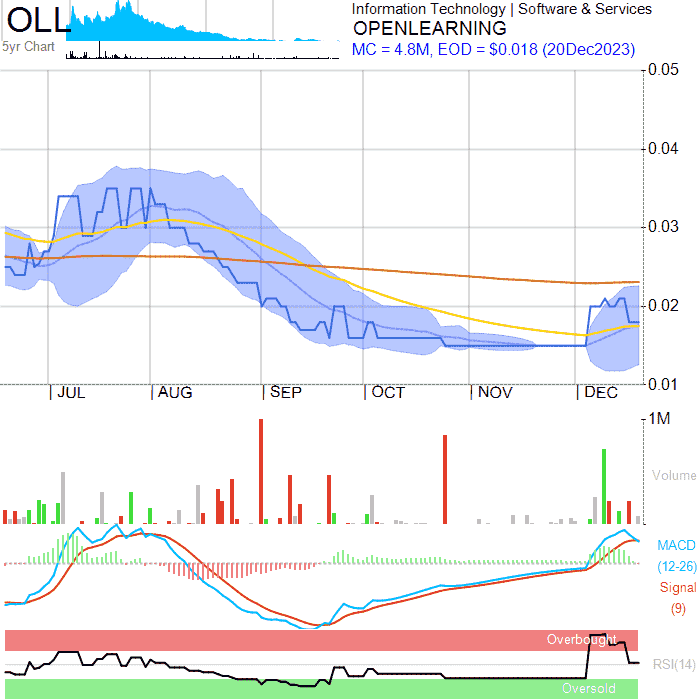 OLL
5yr Chart
Information Technology | Software & Services
OPENLEARNING
MC = 4.8M, EOD = $0.018 (20Dec2023)
0.05
0.04
0.03
0.02
0.01
| JUL | AUG | SEP | OCT | NOV | DEC
1M
Volume
MACD
(12-26)
Signal
(9)
Overbought
RSI(14)
Oversold